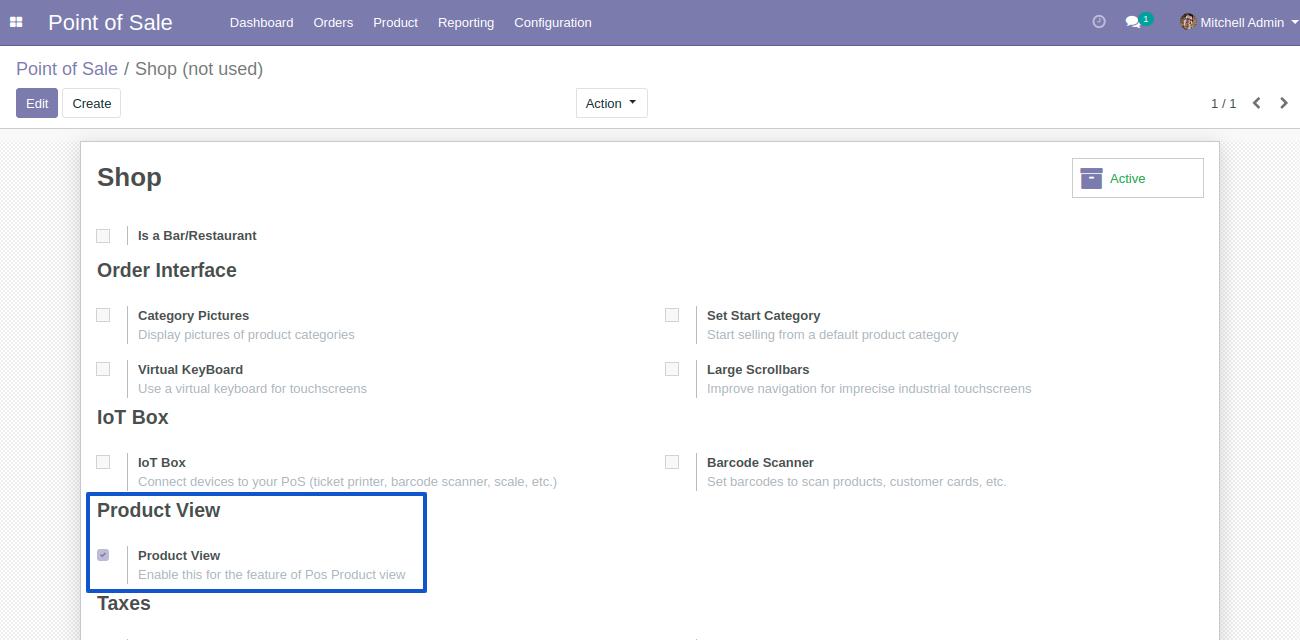 Point of Sale Dashboard Orders Product Reporting Configuration 1 Mitchell Admin
Point of Sale / Shop (not used)
Edit Create Action 1 / 1
Shop
Active
Is a Bar/Restaurant
Order Interface
Category Pictures
Display pictures of product categories
Set Start Category
Start selling from a default product category
Virtual KeyBoard
Use a virtual keyboard for touchscreens
Large Scrollbars
Improve navigation for imprecise industrial touchscreens
IoT Box
IoT Box
Connect devices to your PoS (ticket printer, barcode scanner, scale, etc.)
Barcode Scanner
Set barcodes to scan products, customer cards, etc.
Product View
Product View
Enable this for the feature of Pos Product view
Taxes